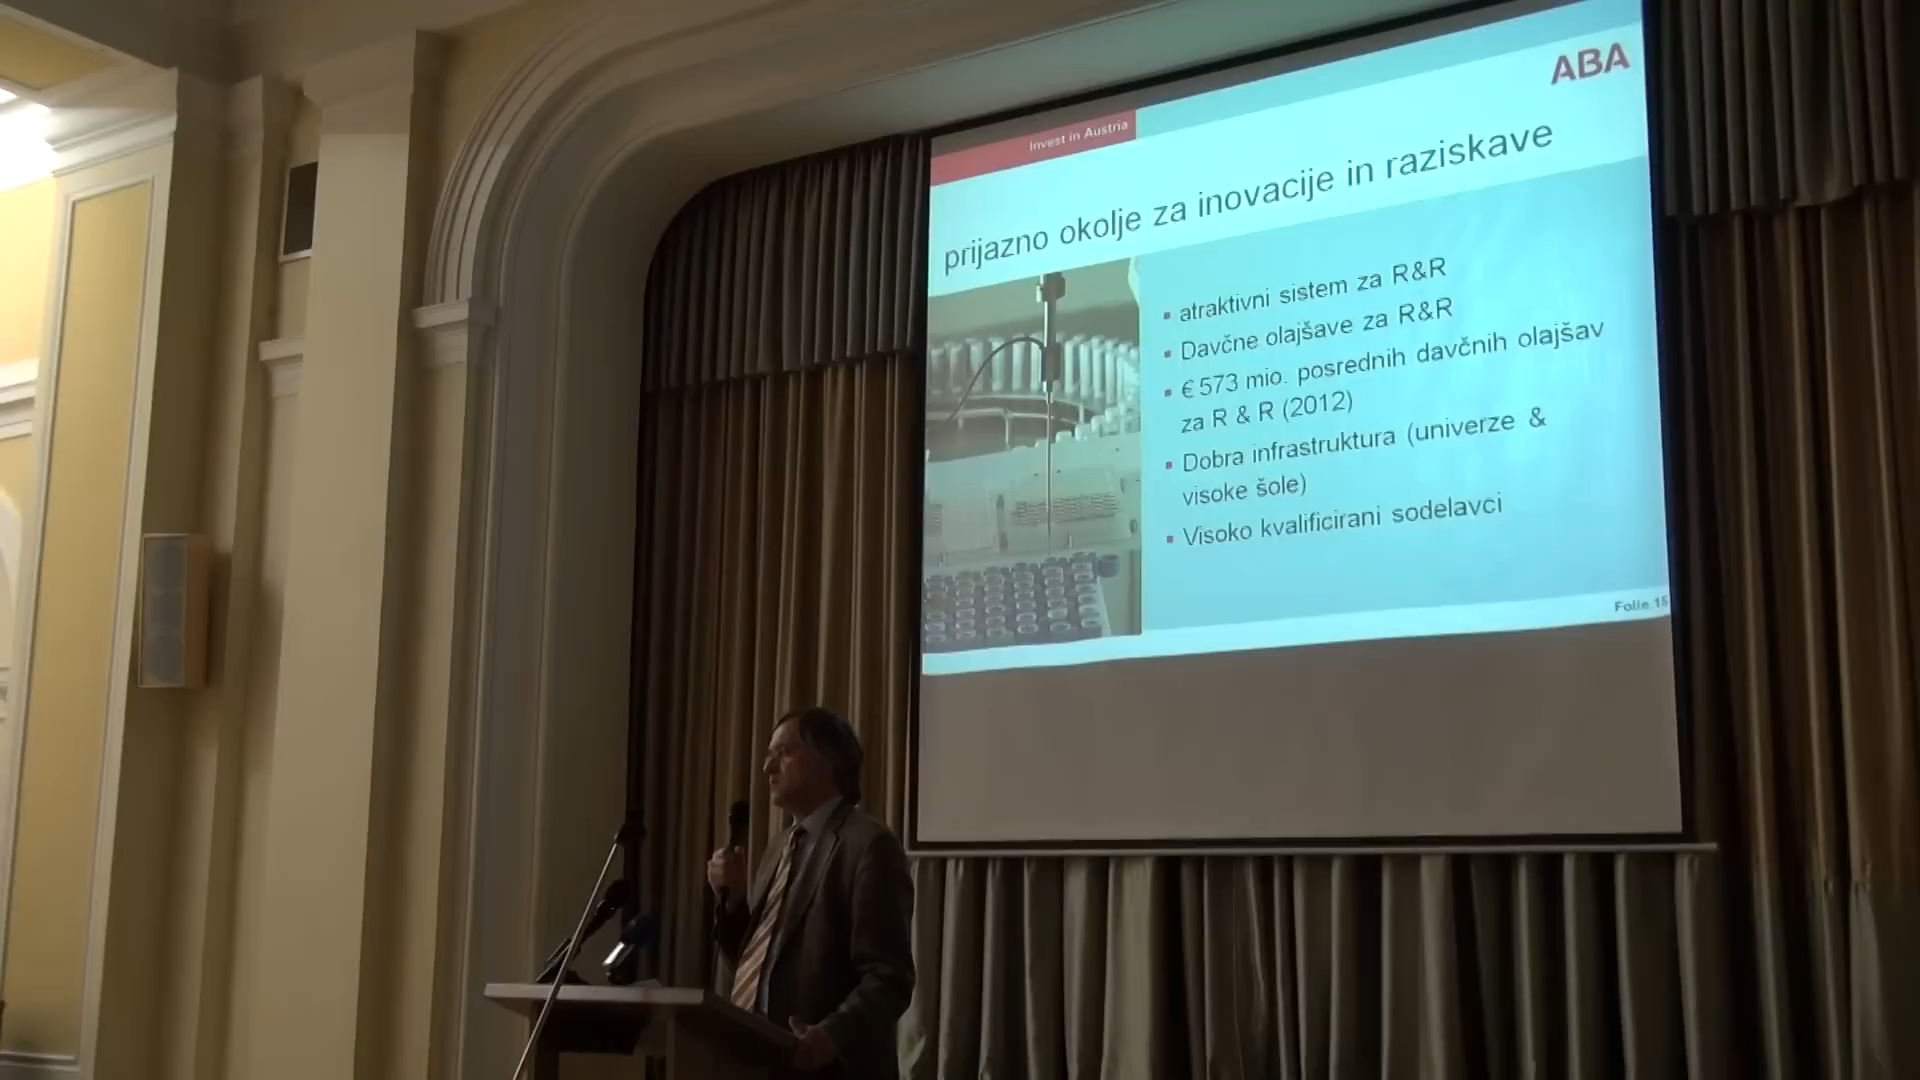 ABA
Invest in Austria
prijazno okolje za inovacije in raziskave
▪ atraktivni sistem za R&R
▪ Davčne olajšave za R&R
▪ € 573 mio. posrednih davčnih olajšav
za R & R (2012)
▪ Dobra infrastruktura (univerze &
visoke šole)
▪ Visoko kvalificirani sodelavci
Folie 15